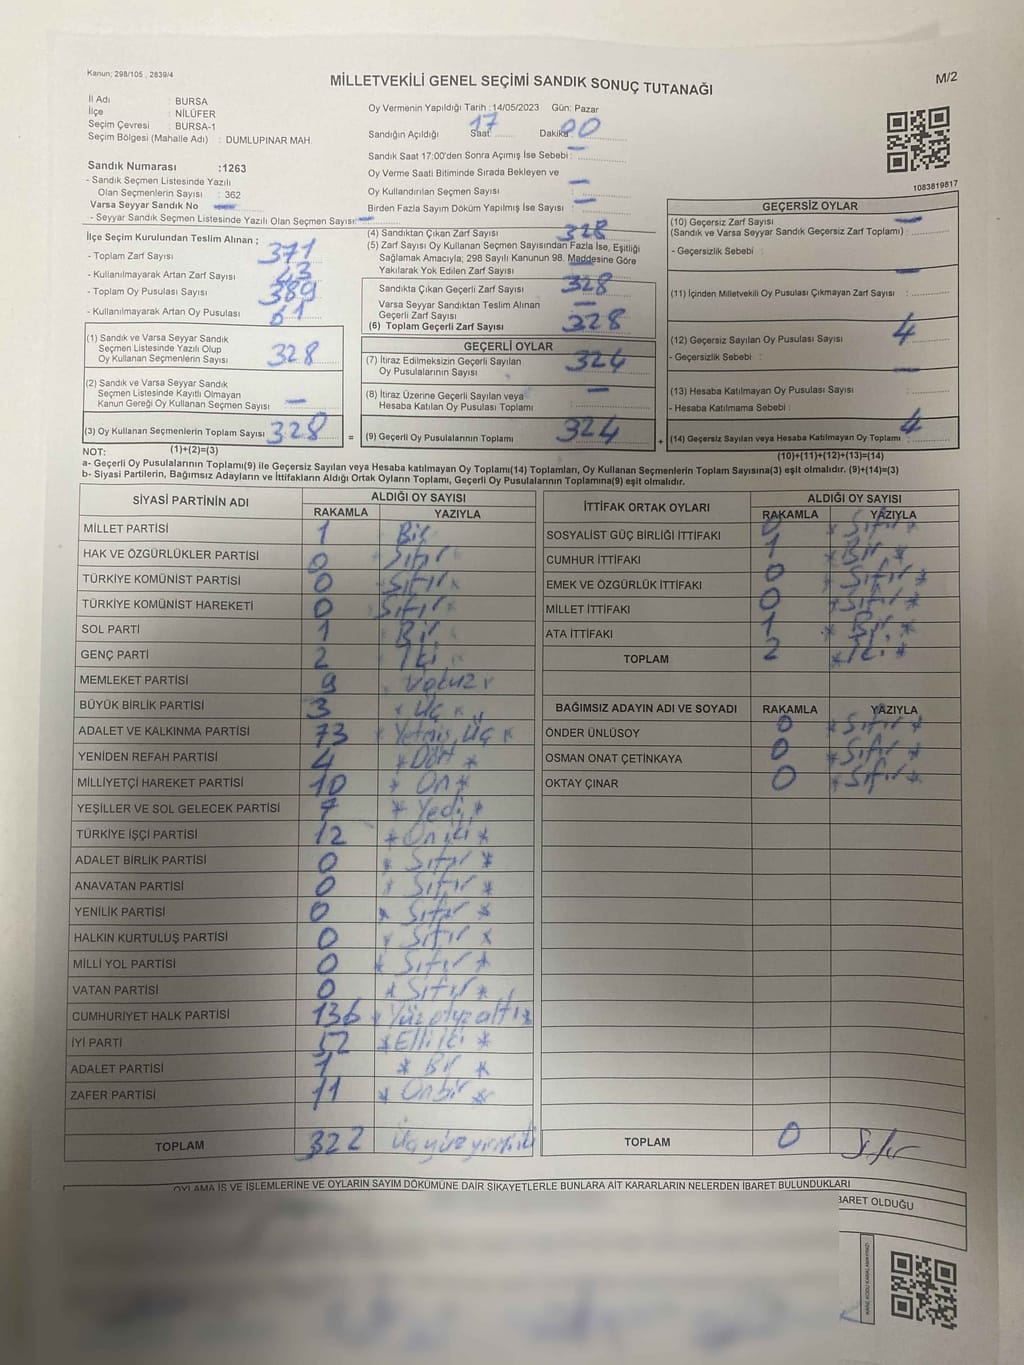 Kanun; 298/105 , 2839/4
MİLLETVEKİLİ GENEL SEÇİMİ SANDIK SONUÇ TUTANAĞI
M/2
İl Adı : BURSA
İlçe : NİLÜFER
Seçim Çevresi : BURSA-1
Seçim Bölgesi (Mahalle Adı) : DUMLUPINAR MAH.
Oy Vermenin Yapıldığı Tarih :14/05/2023 Gün: Pazar
Sandığın Açıldığı Saat 17 Dakika 00
Sandık Saat 17:00'den Sonra Açımış İse Sebebi : —
Oy Verme Saati Bitiminde Sırada Bekleyen ve
Oy Kullandırılan Seçmen Sayısı : —
Birden Fazla Sayım Döküm Yapılmış İse Sayısı : —
1083819817
Sandık Numarası :1263
- Sandık Seçmen Listesinde Yazılı
Olan Seçmenlerin Sayısı : 362
Varsa Seyyar Sandık No —
- Seyyar Sandık Seçmen Listesinde Yazılı Olan Seçmen Sayısı: —
İlçe Seçim Kurulundan Teslim Alınan ;
- Toplam Zarf Sayısı 371
- Kullanılmayarak Artan Zarf Sayısı 43
- Toplam Oy Pusulası Sayısı 389
- Kullanılmayarak Artan Oy Pusulası 61
(1) Sandık ve Varsa Seyyar Sandık
Seçmen Listesinde Yazılı Olup
Oy Kullanan Seçmenlerin Sayısı 328
(2) Sandık ve Varsa Seyyar Sandık
Seçmen Listesinde Kayıtlı Olmayan
Kanun Gereği Oy Kullanan Seçmen Sayısı —
(3) Oy Kullanan Seçmenlerin Toplam Sayısı 328
(1)+(2)=(3)
(4) Sandıktan Çıkan Zarf Sayısı 328
(5) Zarf Sayısı Oy Kullanan Seçmen Sayısından Fazla İse, Eşitliği
Sağlamak Amacıyla; 298 Sayılı Kanunun 98. Maddesine Göre
Yakılarak Yok Edilen Zarf Sayısı —
Sandıkta Çıkan Geçerli Zarf Sayısı 328
Varsa Seyyar Sandıktan Teslim Alınan
Geçerli Zarf Sayısı —
(6) Toplam Geçerli Zarf Sayısı 328
GEÇERLİ OYLAR
(7) İtiraz Edilmeksizin Geçerli Sayılan
Oy Pusulalarının Sayısı 324
(8) İtiraz Üzerine Geçerli Sayılan veya
Hesaba Katılan Oy Pusulası Toplamı —
= (9) Geçerli Oy Pusulalarının Toplamı 324
GEÇERSİZ OYLAR
(10) Geçersiz Zarf Sayısı —
(Sandık ve Varsa Seyyar Sandık Geçersiz Zarf Toplamı) :
- Geçersizlik Sebebi :
(11) İçinden Milletvekili Oy Pusulası Çıkmayan Zarf Sayısı : —
(12) Geçersiz Sayılan Oy Pusulası Sayısı : 4
- Geçersizlik Sebebi :
(13) Hesaba Katılmayan Oy Pusulası Sayısı : —
- Hesaba Katılmama Sebebi :
+ (14) Geçersiz Sayılan veya Hesaba Katılmayan Oy Toplamı 4
(10)+(11)+(12)+(13)=(14)
NOT:
a- Geçerli Oy Pusulalarının Toplamı(9) ile Geçersiz Sayılan veya Hesaba katılmayan Oy Toplamı(14) Toplamları, Oy Kullanan Seçmenlerin Toplam Sayısına(3) eşit olmalıdır. (9)+(14)=(3)
b- Siyasi Partilerin, Bağımsız Adayların ve İttifakların Aldığı Ortak Oyların Toplamı, Geçerli Oy Pusulalarının Toplamına(9) eşit olmalıdır.
SİYASİ PARTİNİN ADI ALDIĞI OY SAYISI
RAKAMLA YAZIYLA
MİLLET PARTİSİ 1 Bir
HAK VE ÖZGÜRLÜKLER PARTİSİ 0 Sıfır
TÜRKİYE KOMÜNİST PARTİSİ 0 Sıfır
TÜRKİYE KOMÜNİST HAREKETİ 0 Sıfır
SOL PARTİ 1 Bir
GENÇ PARTİ 2 İki
MEMLEKET PARTİSİ 9 Dokuz
BÜYÜK BİRLİK PARTİSİ 3 * Üç *
ADALET VE KALKINMA PARTİSİ 73 * Yetmiş Üç *
YENİDEN REFAH PARTİSİ 4 * Dört *
MİLLİYETÇİ HAREKET PARTİSİ 10 * On *
YEŞİLLER VE SOL GELECEK PARTİSİ 7 * Yedi *
TÜRKİYE İŞÇİ PARTİSİ 12 * On iki *
ADALET BİRLİK PARTİSİ 0 * Sıfır *
ANAVATAN PARTİSİ 0 * Sıfır *
YENİLİK PARTİSİ 0 * Sıfır *
HALKIN KURTULUŞ PARTİSİ 0 * Sıfır *
MİLLİ YOL PARTİSİ 0 * Sıfır *
VATAN PARTİSİ 0 * Sıfır *
CUMHURİYET HALK PARTİSİ 136 * Yüz otuz altı *
İYİ PARTİ 52 * Elli iki *
ADALET PARTİSİ 1 * Bir *
ZAFER PARTİSİ 11 * Onbir *
TOPLAM 322 Üçyüzyirmiiki
İTTİFAK ORTAK OYLARI ALDIĞI OY SAYISI
RAKAMLA YAZIYLA
SOSYALİST GÜÇ BİRLİĞİ İTTİFAKI 0 * Sıfır *
CUMHUR İTTİFAKI 1 * Bir *
EMEK VE ÖZGÜRLÜK İTTİFAKI 0 * Sıfır *
MİLLET İTTİFAKI 0 * Sıfır *
ATA İTTİFAKI 1 * Bir *
TOPLAM 2 * İki *
BAĞIMSIZ ADAYIN ADI VE SOYADI RAKAMLA YAZIYLA
ÖNDER ÜNLÜSOY 0 * Sıfır *
OSMAN ONAT ÇETİNKAYA 0 * Sıfır *
OKTAY ÇINAR 0 * Sıfır *
TOPLAM 0 Sıfır
OYLAMA İŞ VE İŞLEMLERİNE VE OYLARIN SAYIM DÖKÜMÜNE DAİR ŞİKAYETLERLE BUNLARA AİT KARARLARIN NELERDEN İBARET BULUNDUKLARI
BARET OLDUĞU